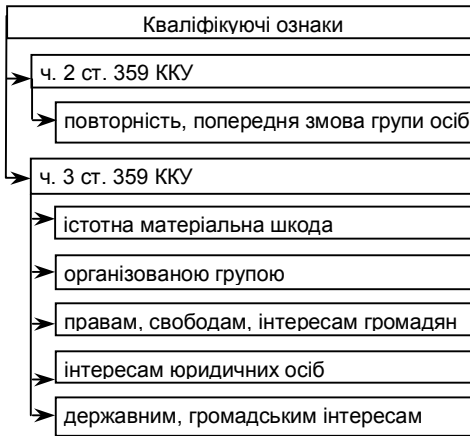 Кваліфікуючі ознаки
ч. 2 ст. 359 ККУ
повторність, попередня змова групи осіб
ч. 3 ст. 359 ККУ
істотна матеріальна шкода
організованою групою
правам, свободам, інтересам громадян
інтересам юридичних осіб
державним, громадським інтересам